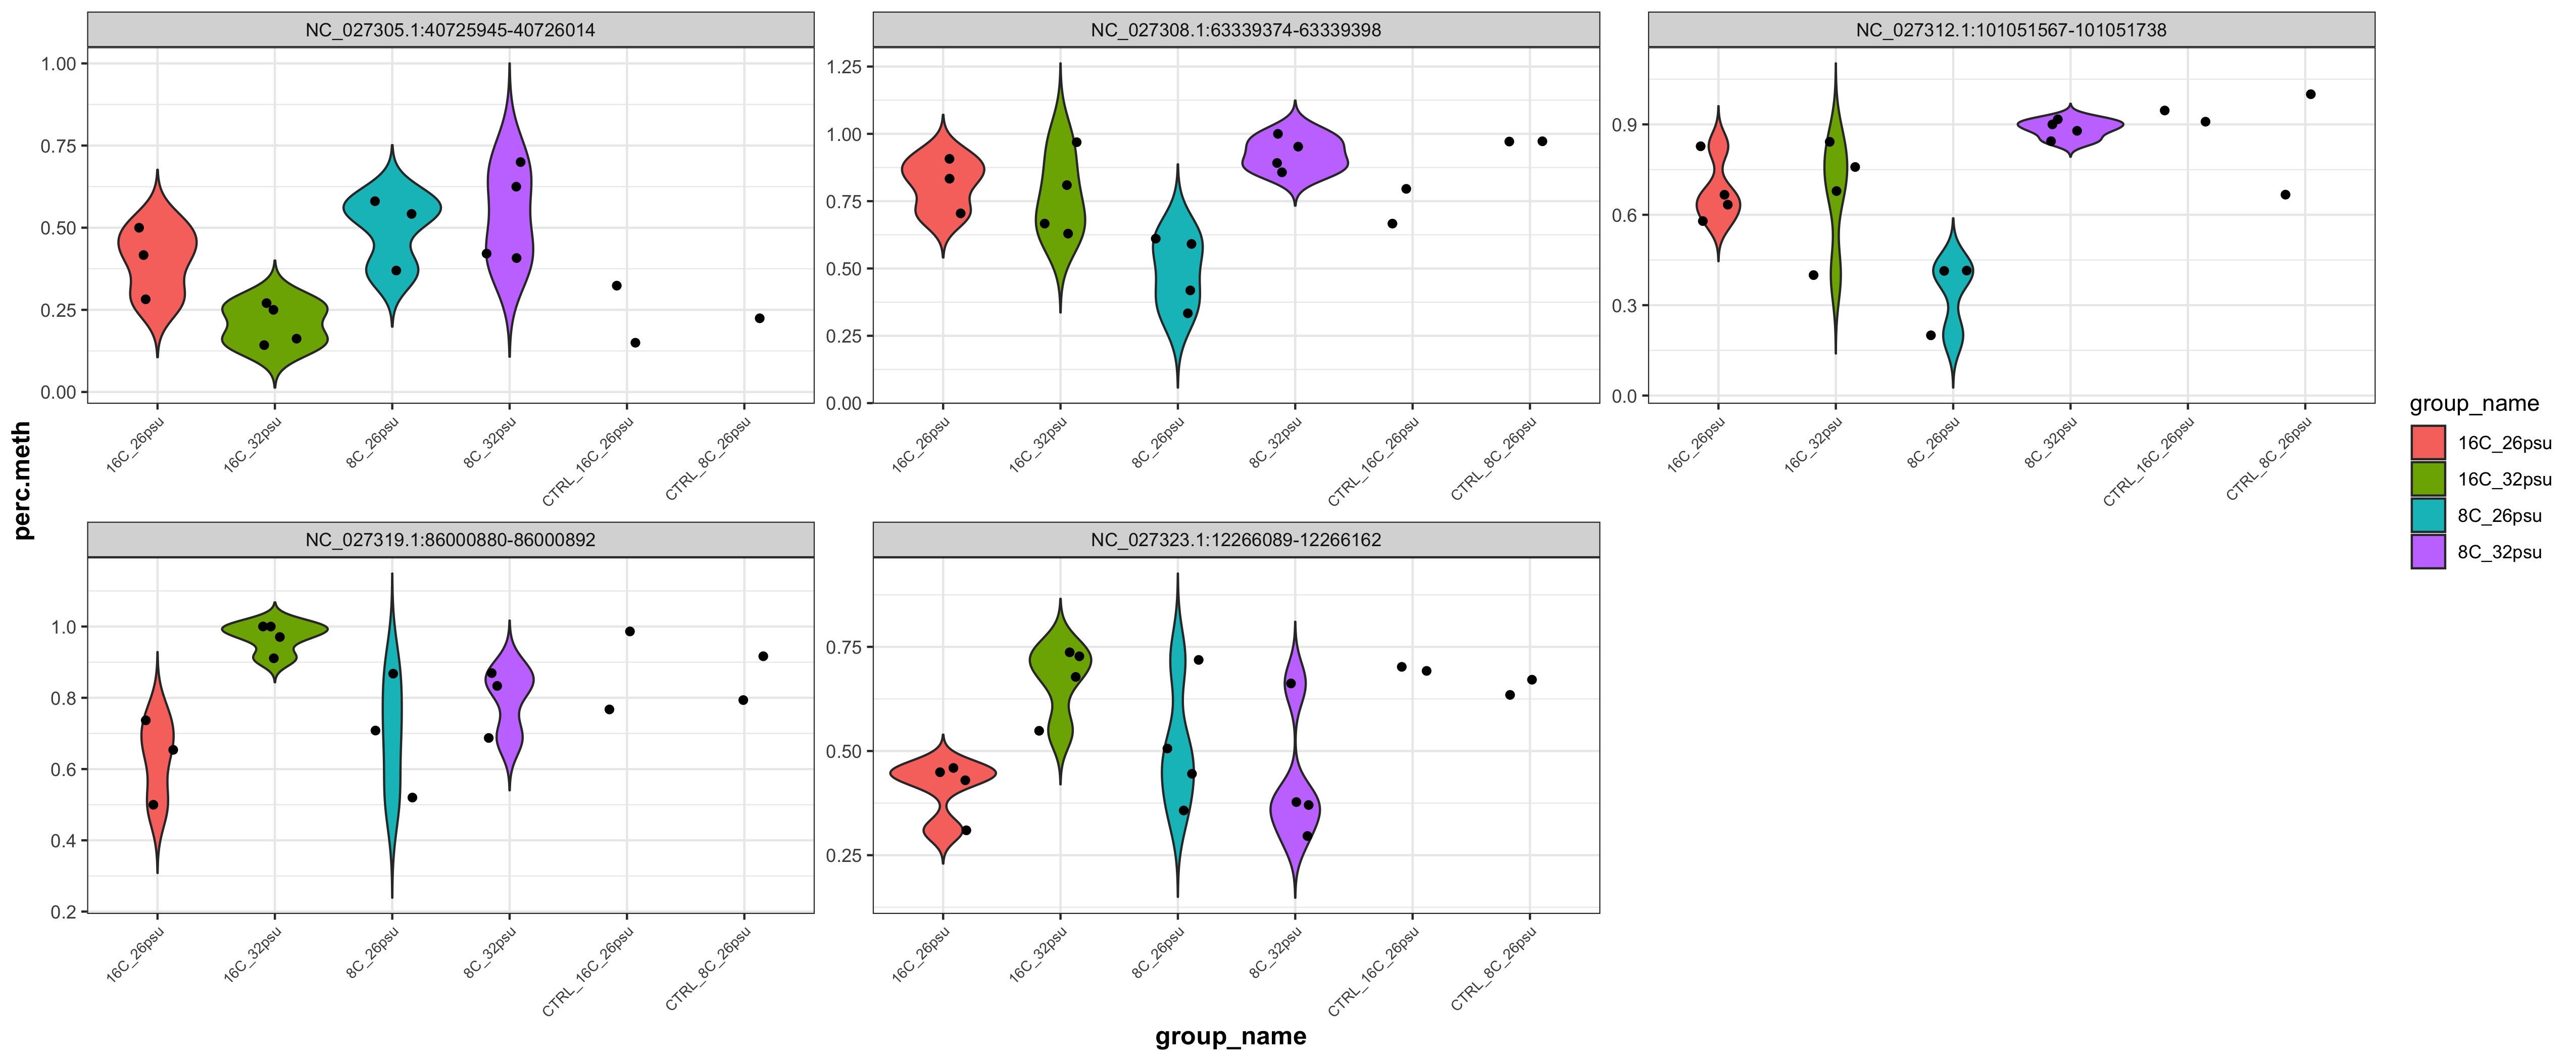 NC_027305.1:40725945-40726014
NC_027308.1:63339374-63339398
NC_027312.1:101051567-101051738
1.00
0.75
0.50
0.25
0.00
1.25
1.00
0.75
0.50
0.25
0.00
0.9
0.6
0.3
0.0
16C_26psu
16C_32psu
8C_26psu
8C_32psu
CTRL_16C_26psu
CTRL_8C_26psu
16C_26psu
16C_32psu
8C_26psu
8C_32psu
CTRL_16C_26psu
CTRL_8C_26psu
16C_26psu
16C_32psu
8C_26psu
8C_32psu
CTRL_16C_26psu
CTRL_8C_26psu
perc.meth
NC_027319.1:86000880-86000892
NC_027323.1:12266089-12266162
1.0
0.8
0.6
0.4
0.2
0.75
0.50
0.25
16C_26psu
16C_32psu
8C_26psu
8C_32psu
CTRL_16C_26psu
CTRL_8C_26psu
16C_26psu
16C_32psu
8C_26psu
8C_32psu
CTRL_16C_26psu
CTRL_8C_26psu
group_name
group_name
16C_26psu
16C_32psu
8C_26psu
8C_32psu